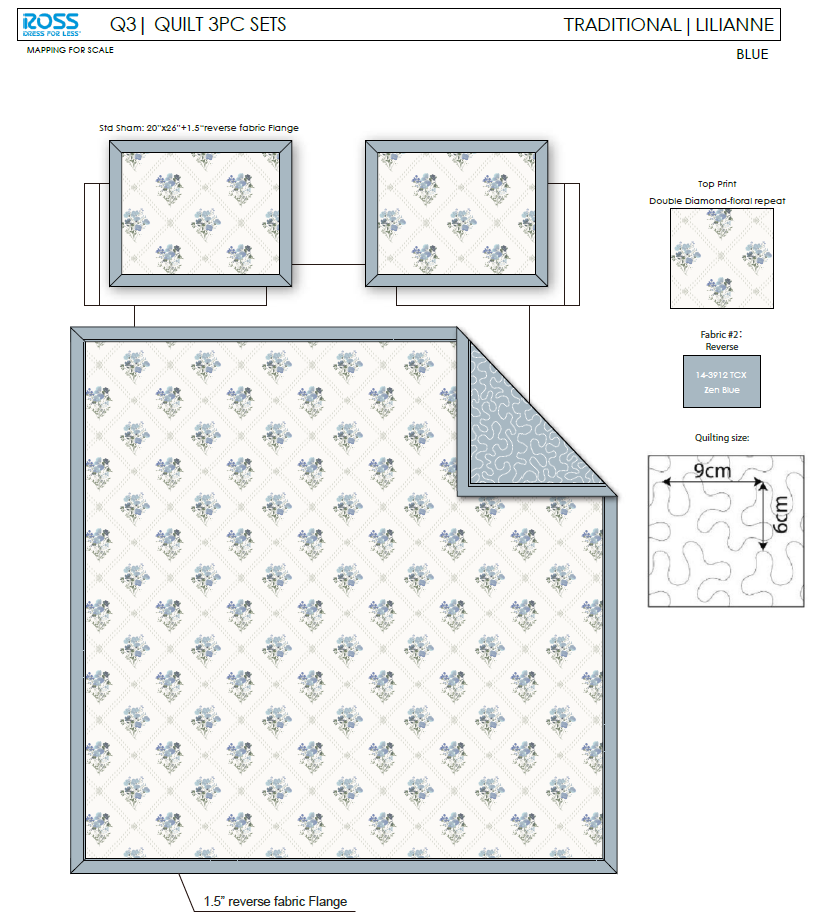 ROSS
DRESS FOR LESS®
Q3| QUILT 3PC SETS
TRADITIONAL | LILIANNE
MAPPING FOR SCALE
BLUE
Std Sham: 20"x26"+1.5"reverse fabric Flange
Top Print
Double Diamond-floral repeat
Fabric #2:
Reverse
14-3912 TCX
Zen Blue
Quilting size:
9cm
6cm
1.5" reverse fabric Flange